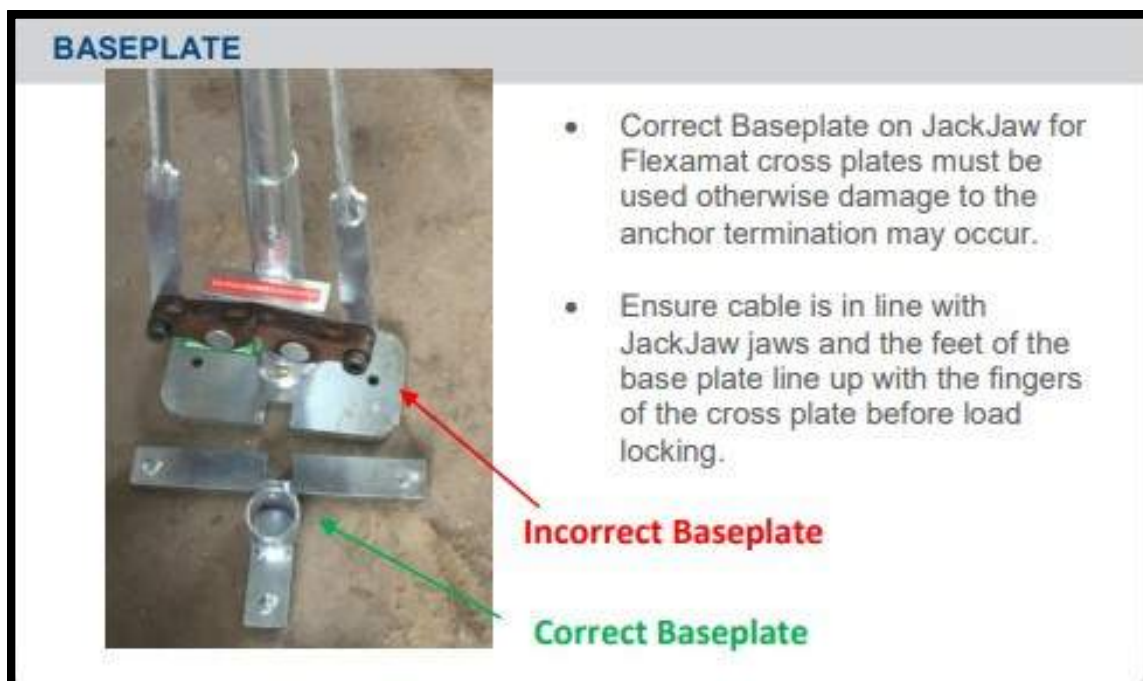 BASEPLATE
• Correct Baseplate on JackJaw for
Flexamat cross plates must be
used otherwise damage to the
anchor termination may occur.
• Ensure cable is in line with
JackJaw jaws and the feet of the
base plate line up with the fingers
of the cross plate before load
locking.
Incorrect Baseplate
Correct Baseplate